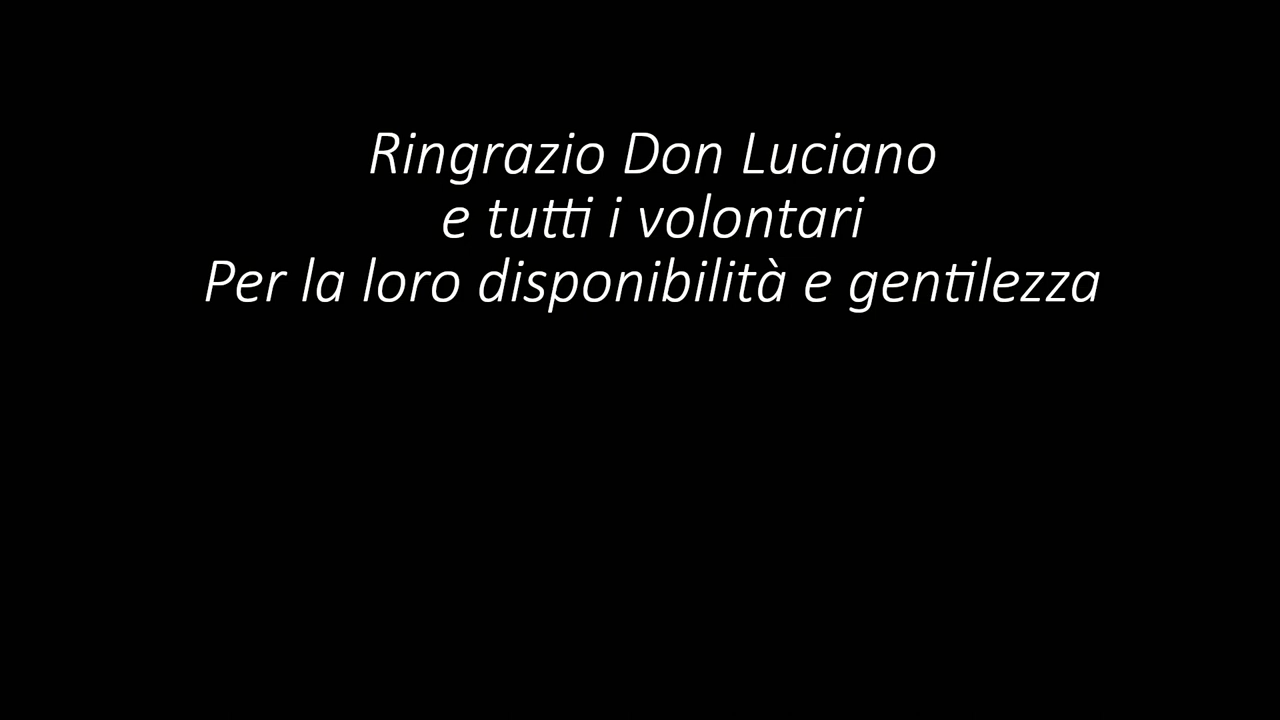 Ringrazio Don Luciano
e tutti i volontari
Per la loro disponibilità e gentilezza